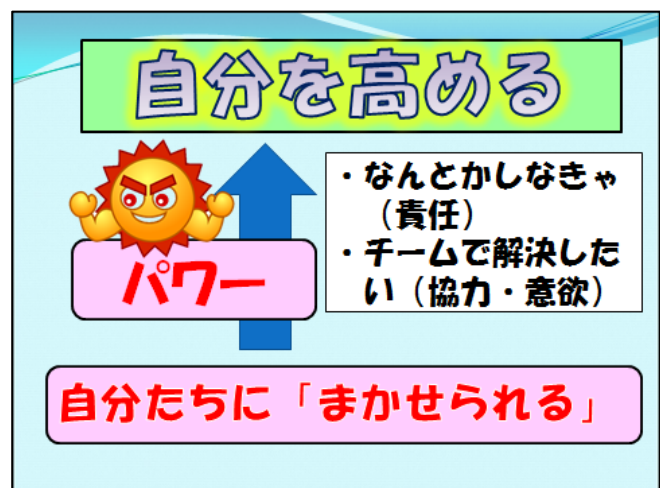 自分を高める
・なんとかしなきゃ
（責任）
・チームで解決した
い（協力・意欲）
パワー
自分たちに「まかせられる」